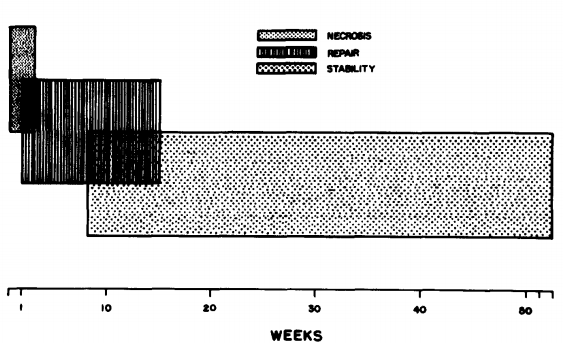 NECROSIS
REPAIR
STABILITY
1 10 20 30 40 50
WEEKS